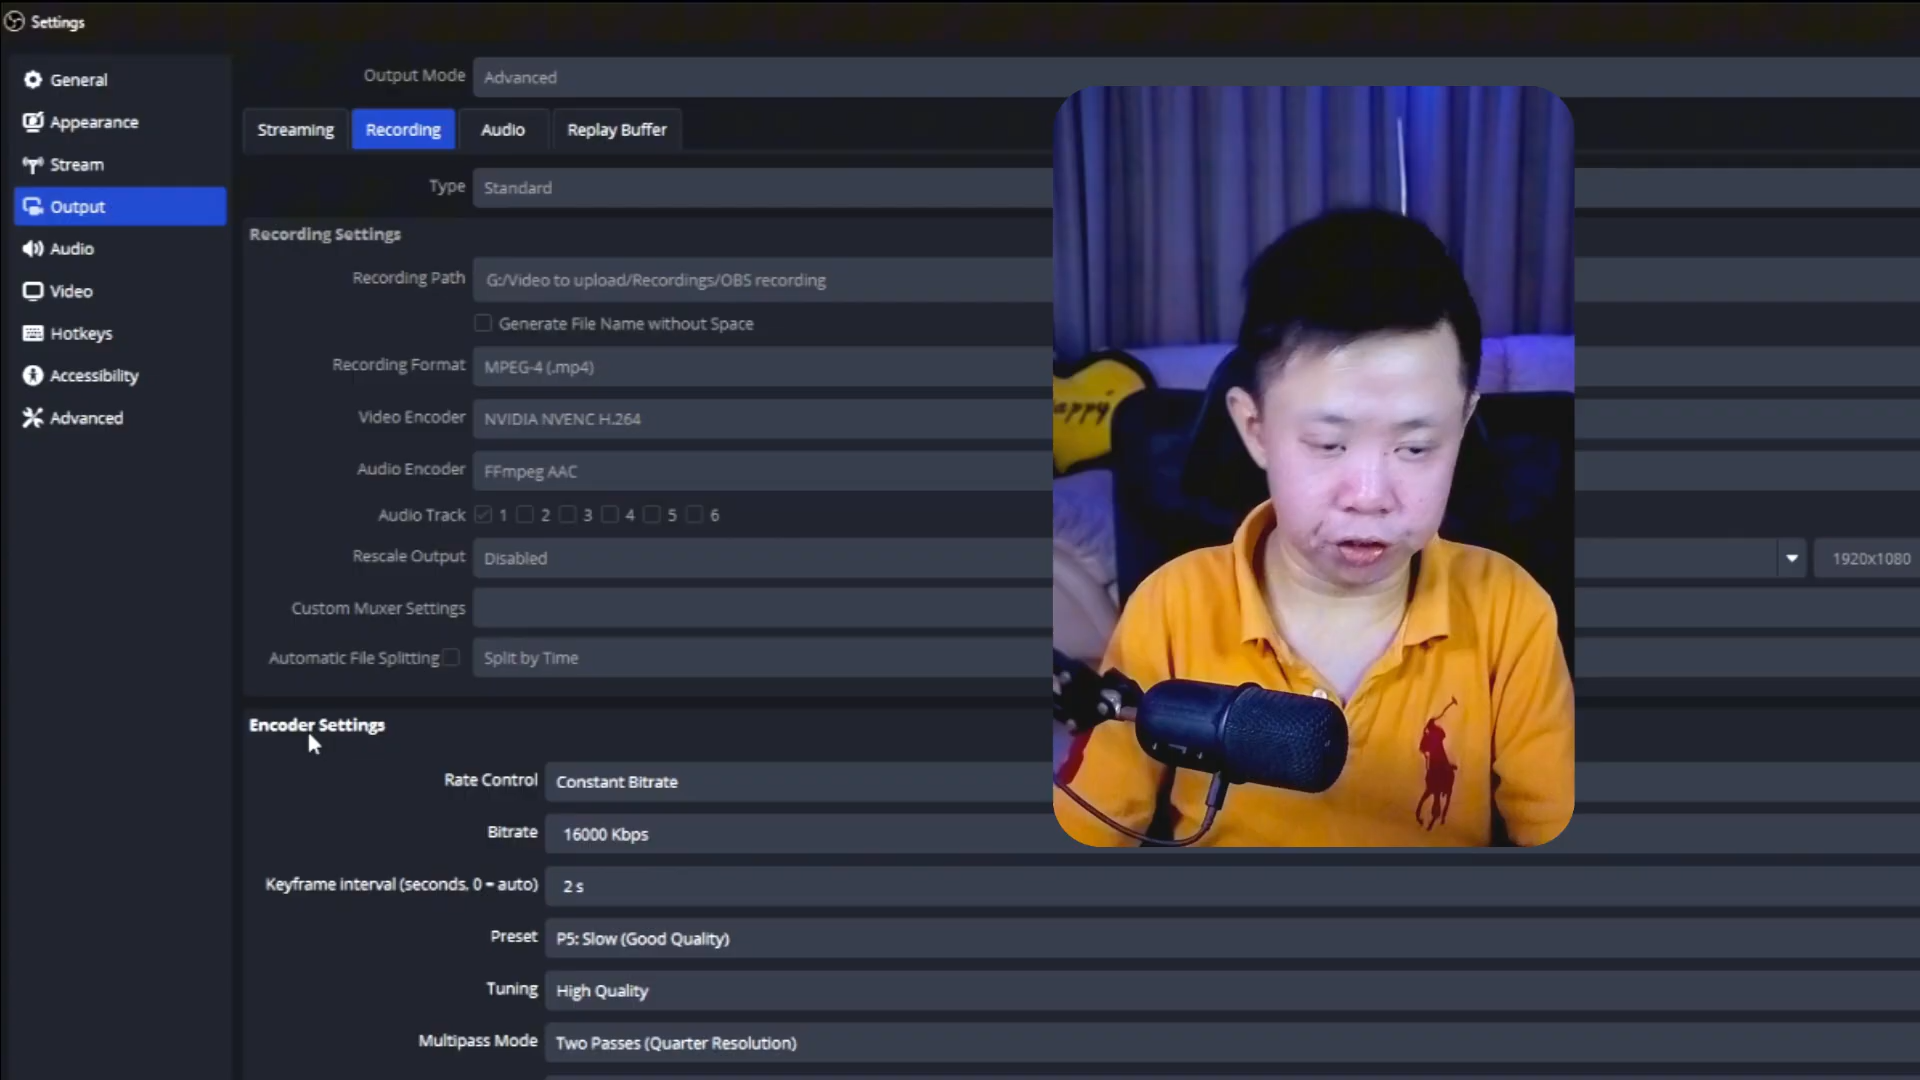 Settings
General
Appearance
Stream
Output
Audio
Video
Hotkeys
Accessibility
Advanced
Output Mode Advanced
Streaming Recording Audio Replay Buffer
Type Standard
Recording Settings
Recording Path G:/Video to upload/Recordings/OBS recording
Generate File Name without Space
Recording Format MPEG-4 (.mp4)
Video Encoder NVIDIA NVENC H.264
Audio Encoder FFmpeg AAC
Audio Track 1 2 3 4 5 6
Rescale Output Disabled 1920x1080
Custom Muxer Settings
Automatic File Splitting Split by Time
Encoder Settings
Rate Control Constant Bitrate
Bitrate 16000 Kbps
Keyframe interval (seconds, 0 = auto) 2 s
Preset P5: Slow (Good Quality)
Tuning High Quality
Multipass Mode Two Passes (Quarter Resolution)
appy